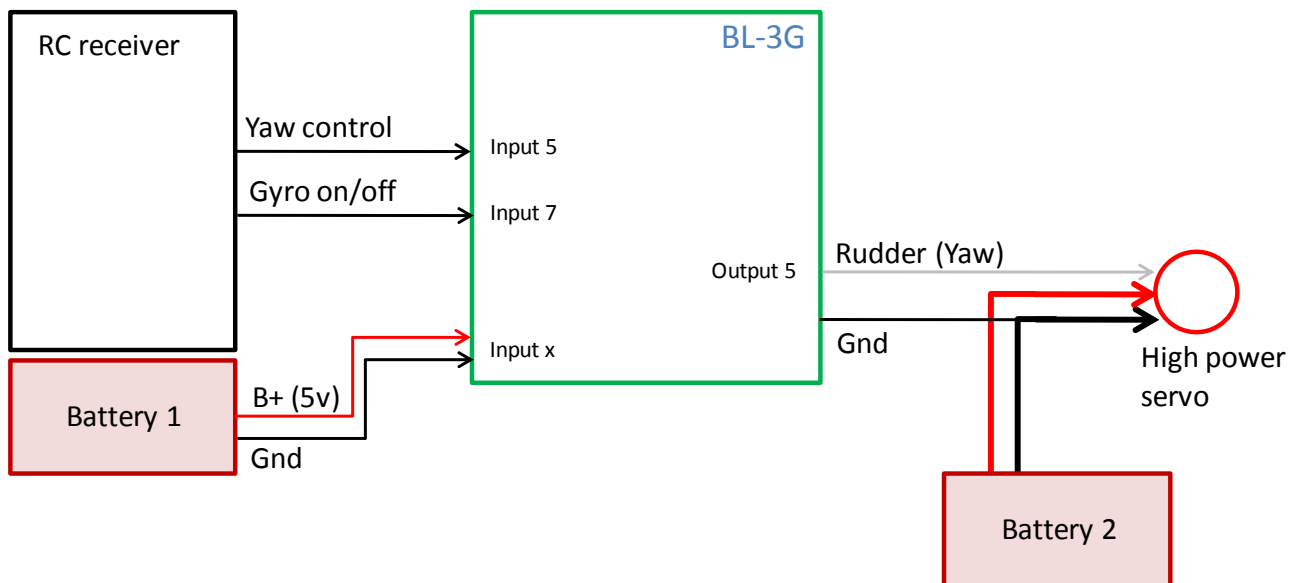 RC receiver
BL-3G
Yaw control
Input 5
Gyro on/off
Input 7
Rudder (Yaw)
Output 5
Gnd
Input x
High power
servo
B+ (5v)
Battery 1
Gnd
Battery 2